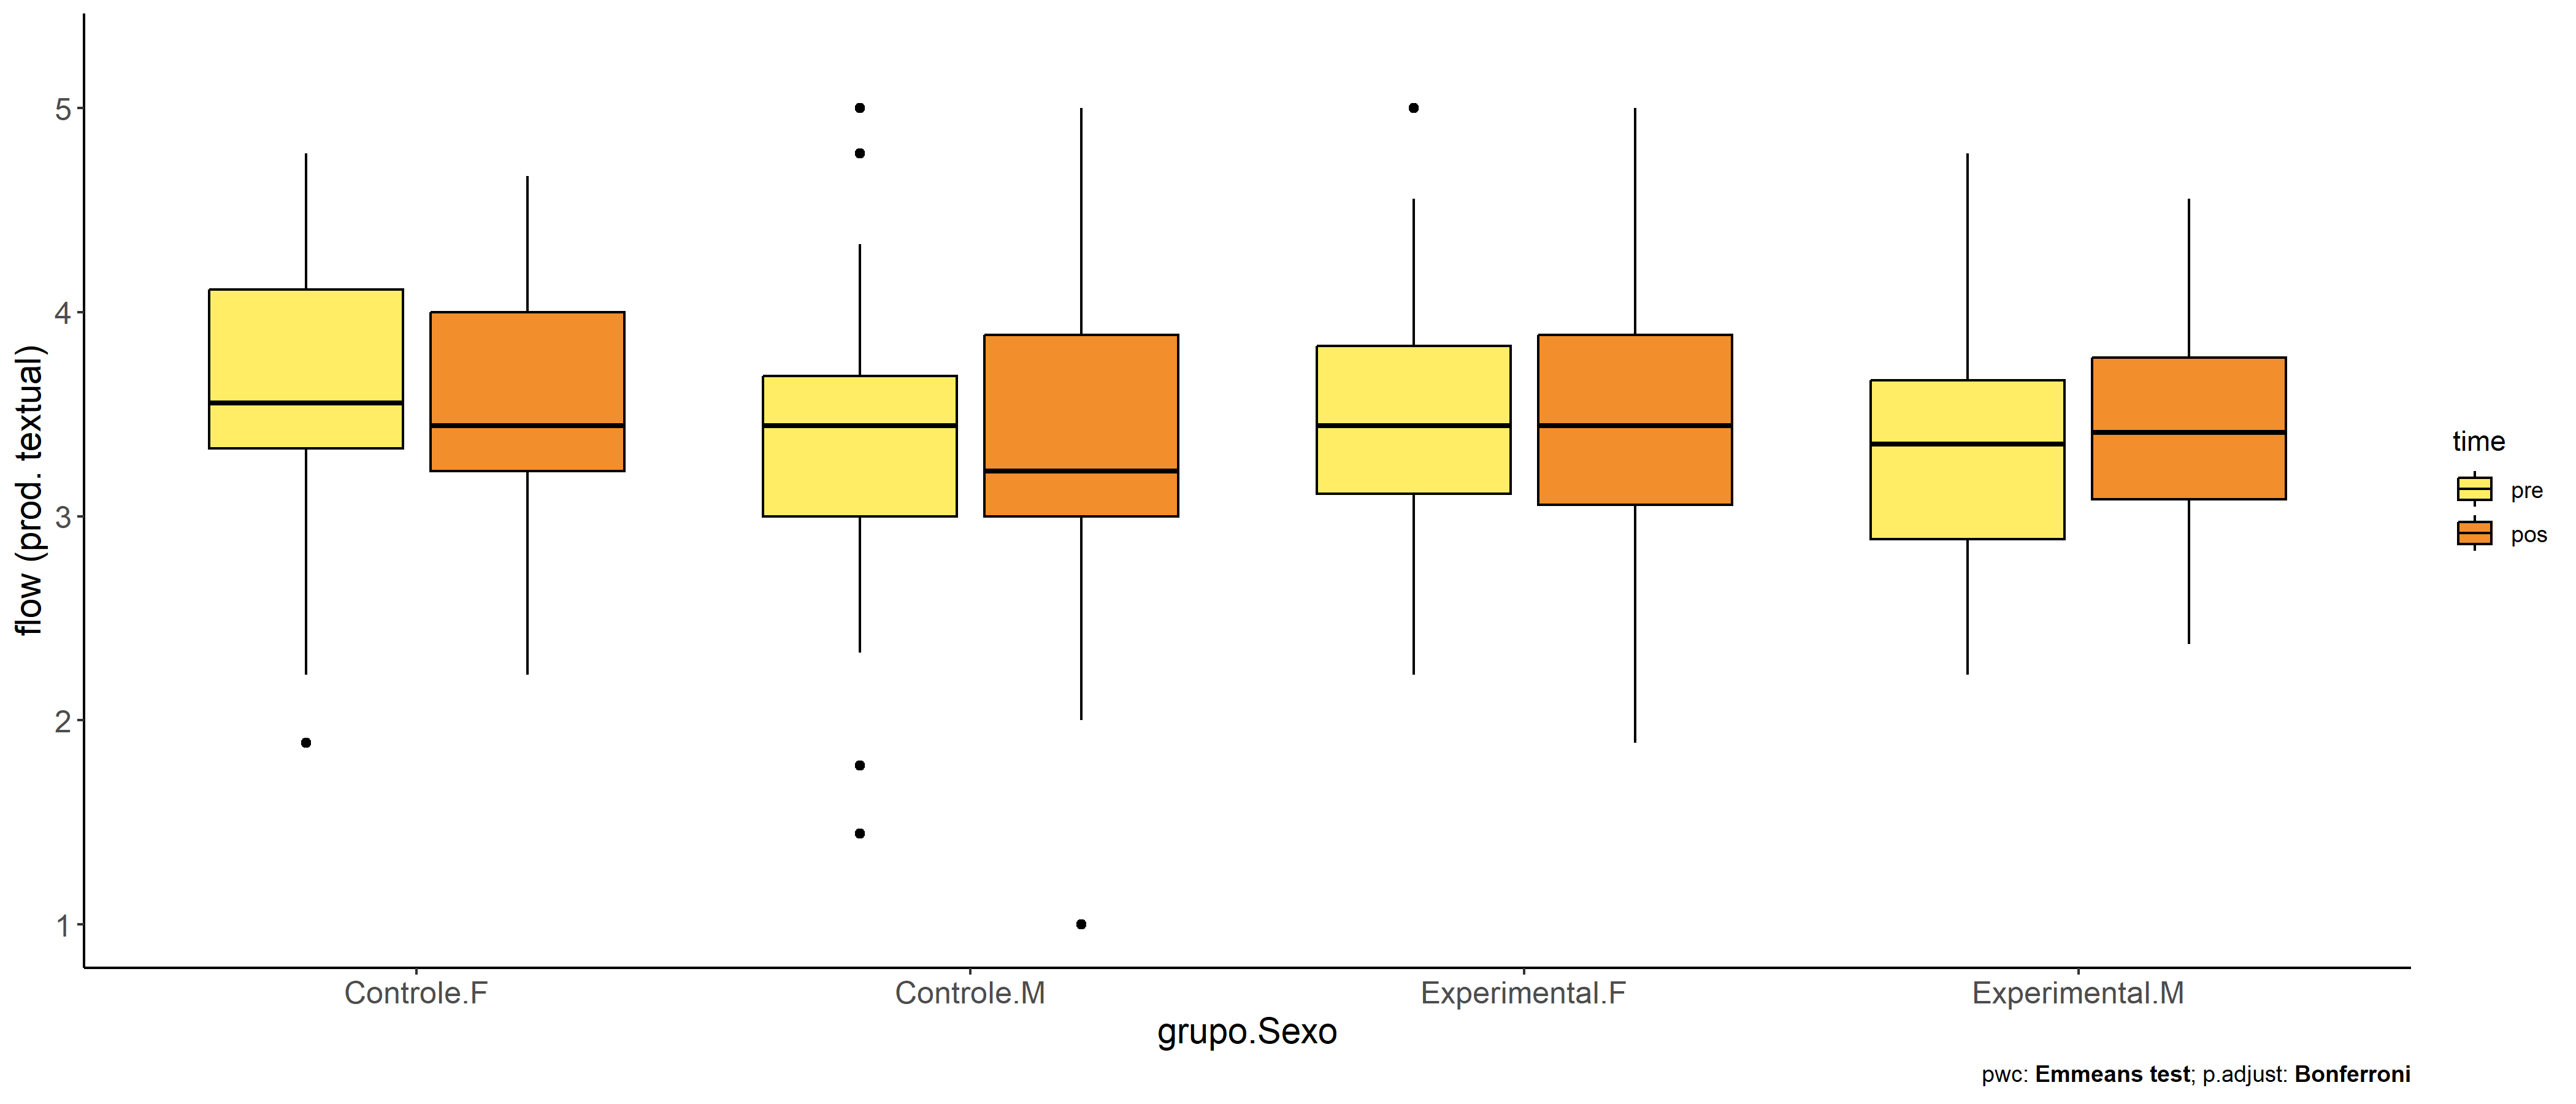 flow (prod. textual)
5
4
3
2
1
Controle.F
Controle.M
Experimental.F
Experimental.M
grupo.Sexo
time
pre
pos
pwc: Emmeans test; p.adjust: Bonferroni